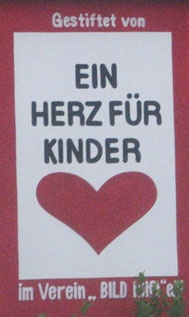 Gestiftet von
EIN
HERZ FÜR
KINDER
im Verein „ BILD